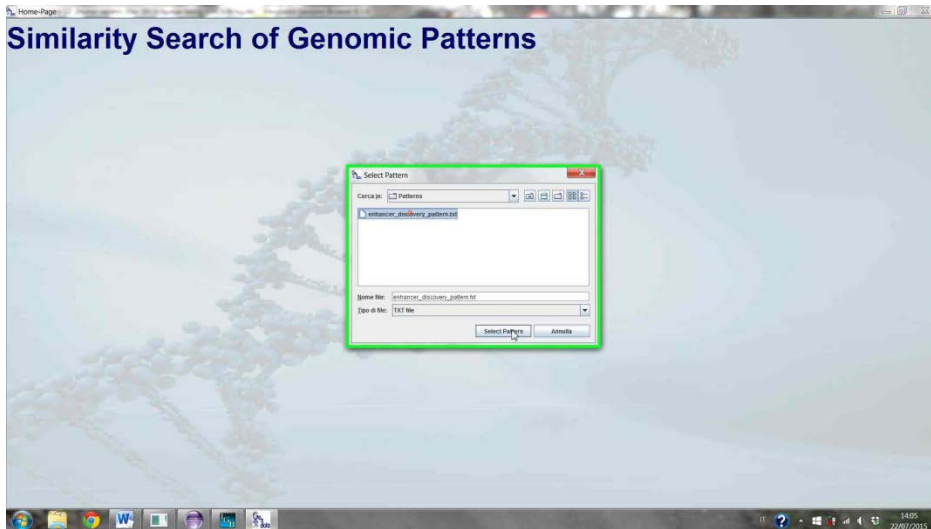 Home-Page
Similarity Search of Genomic Patterns
Select Pattern
Cerca in: Patterns
enhancer_discovery_pattern.txt
Nome file: enhancer_discovery_pattern.txt
Tipo di file: TXT file
Select Pattern Annulla
IT
14:05
22/07/2015